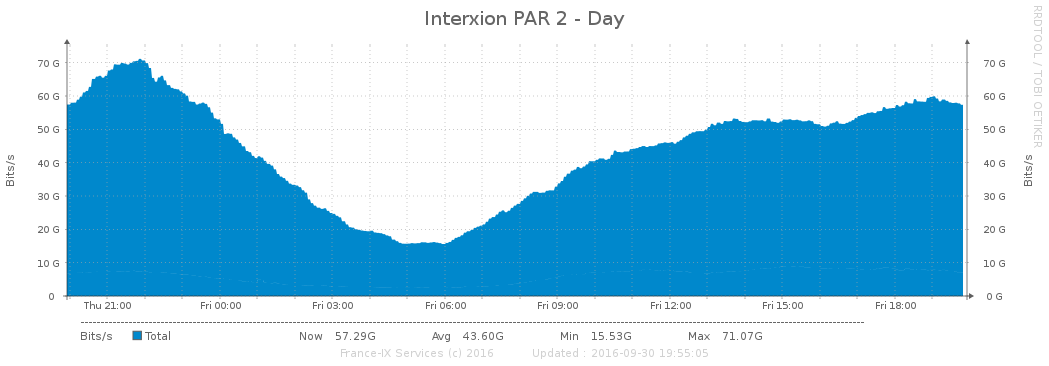 Interxion PAR 2 - Day
RRDTOOL / TOBI OETIKER
Bits/s
70 G
60 G
50 G
40 G
30 G
20 G
10 G
0
70 G
60 G
50 G
40 G
30 G
20 G
10 G
0 G
Bits/s
Thu 21:00 Fri 00:00 Fri 03:00 Fri 06:00 Fri 09:00 Fri 12:00 Fri 15:00 Fri 18:00
Bits/s Total Now 57.29G Avg 43.60G Min 15.53G Max 71.07G
France-IX Services (c) 2016 Updated : 2016-09-30 19:55:05